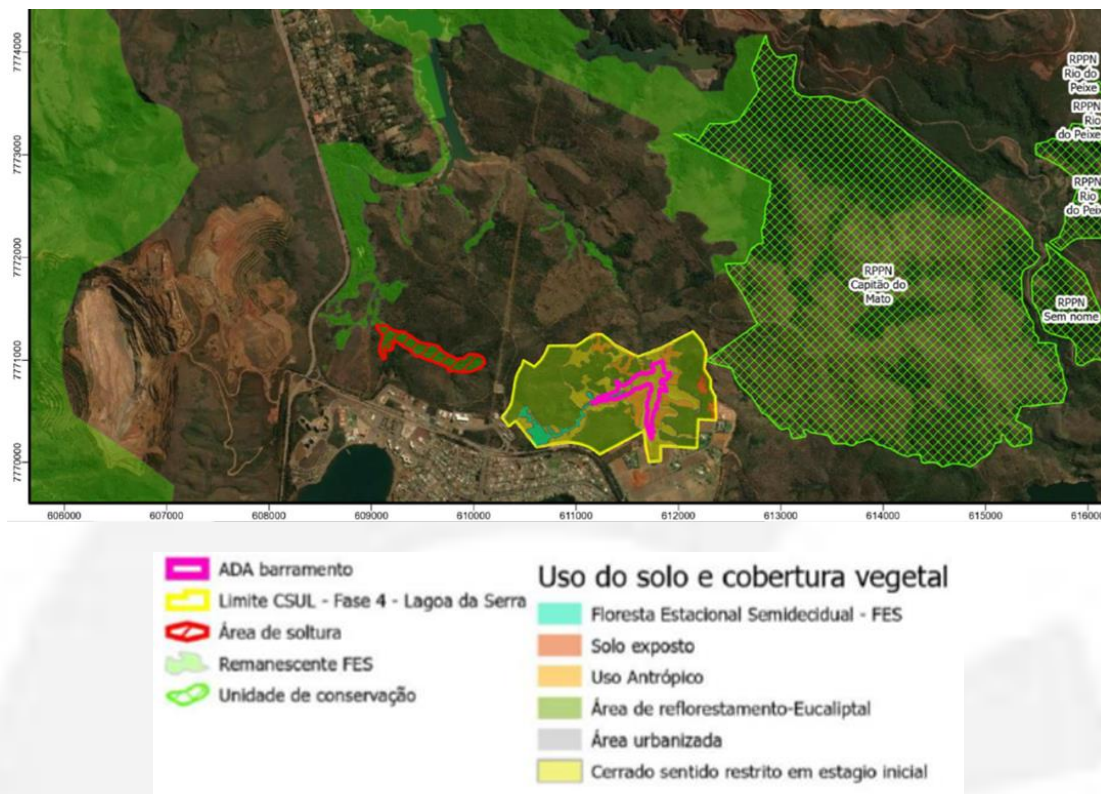 7774000
7773000
7772000
7771000
7770000
RPPN
Rio do
Peixe
RPPN
Rio
do Peixe
RPPN
Rio
do Peix
RPPN
Capitão do
Mato
RPPN
Sem nome
606000
607000
608000
609000
610000
611000
612000
613000
614000
615000
616000
ADA barramento
Limite CSUL - Fase 4 - Lagoa da Serra
Área de soltura
Remanescente FES
Unidade de conservação
Uso do solo e cobertura vegetal
Floresta Estacional Semidecidual - FES
Solo exposto
Uso Antrópico
Área de reflorestamento-Eucaliptal
Área urbanizada
Cerrado sentido restrito em estagio inicial